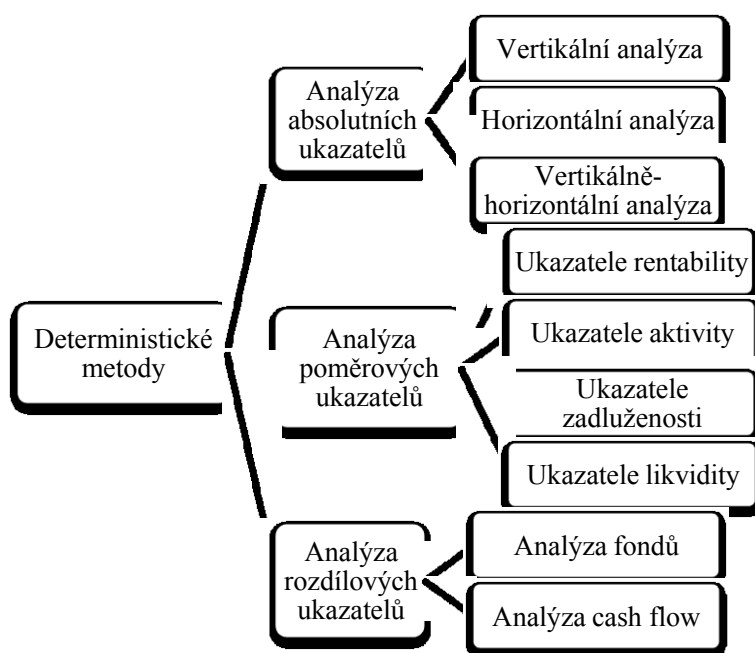 Deterministické
metody
Analýza
absolutních
ukazatelů
Vertikální analýza
Horizontální analýza
Vertikálně-
horizontální analýza
Analýza
poměrových
ukazatelů
Ukazatele rentability
Ukazatele aktivity
Ukazatele
zadluženosti
Ukazatele likvidity
Analýza
rozdílových
ukazatelů
Analýza fondů
Analýza cash flow